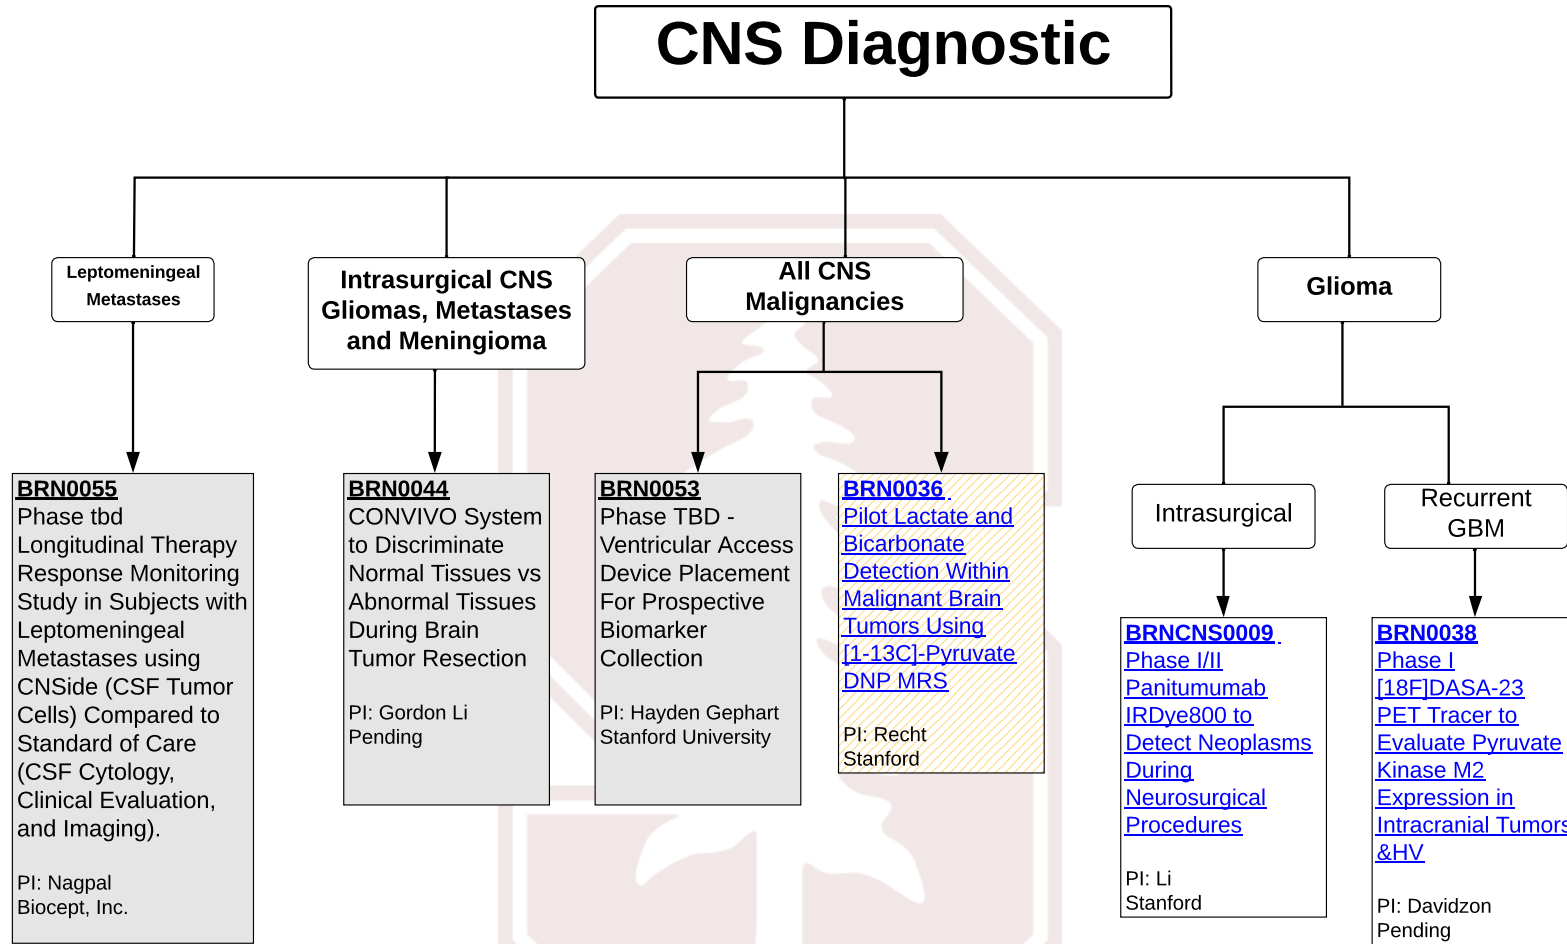 CNS Diagnostic
Leptomeningeal
Metastases
Intrasurgical CNS
Gliomas, Metastases
and Meningioma
All CNS
Malignancies
Glioma
BRN0055
Phase tbd
Longitudinal Therapy
Response Monitoring
Study in Subjects with
Leptomeningeal
Metastases using
CNSide (CSF Tumor
Cells) Compared to
Standard of Care
(CSF Cytology,
Clinical Evaluation,
and Imaging).
PI: Nagpal
Biocept, Inc.
BRN0044
CONVIVO System
to Discriminate
Normal Tissues vs
Abnormal Tissues
During Brain
Tumor Resection
PI: Gordon Li
Pending
BRN0053
Phase TBD -
Ventricular Access
Device Placement
For Prospective
Biomarker
Collection
PI: Hayden Gephart
Stanford University
BRN0036
Pilot Lactate and
Bicarbonate
Detection Within
Malignant Brain
Tumors Using
[1-13C]-Pyruvate
DNP MRS
PI: Recht
Stanford
Intrasurgical
BRNCNS0009
Phase I/II
Panitumumab
IRDye800 to
Detect Neoplasms
During
Neurosurgical
Procedures
PI: Li
Stanford
Recurrent
GBM
BRN0038
Phase I
[18F]DASA-23
PET Tracer to
Evaluate Pyruvate
Kinase M2
Expression in
Intracranial Tumors
&HV
PI: Davidzon
Pending